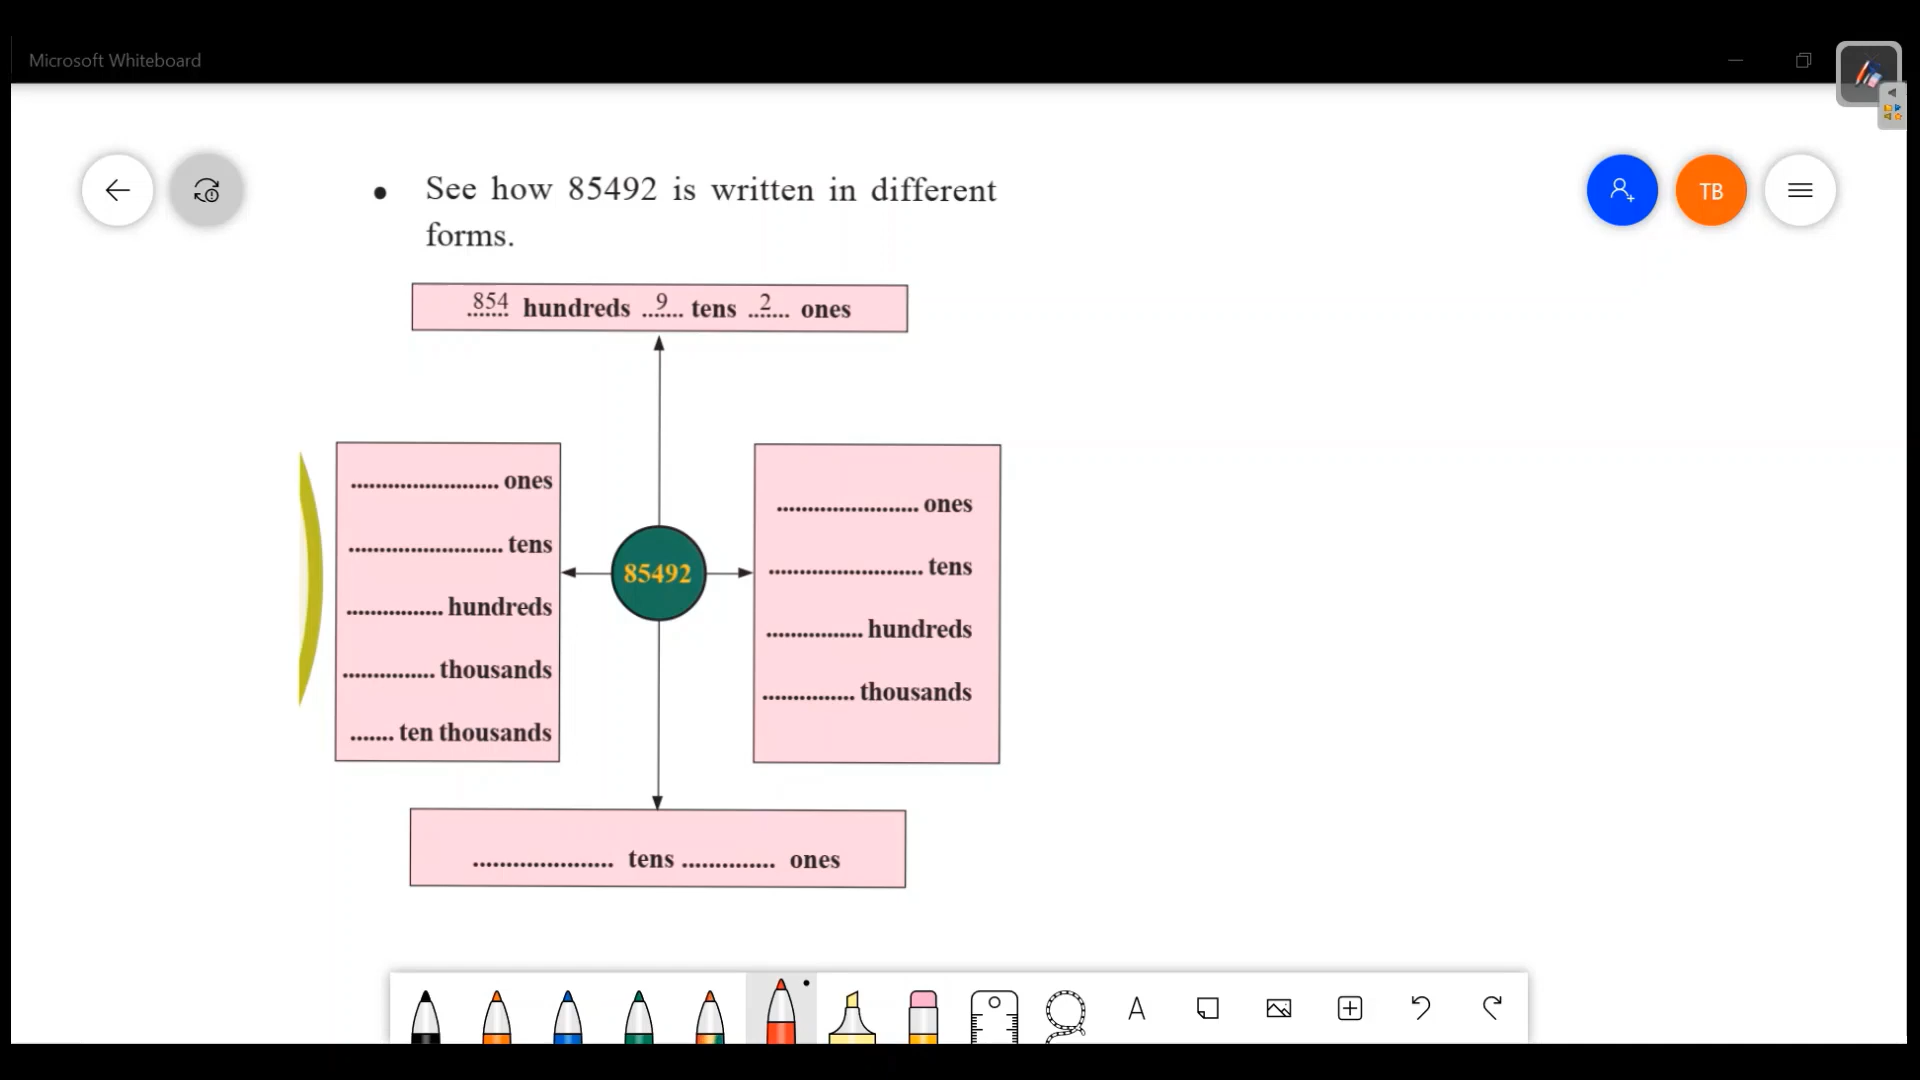 Microsoft Whiteboard
TB
• See how 85492 is written in different
forms.
854 hundreds 9 tens 2 ones
........................ ones
......................... tens
................ hundreds
............... thousands
....... ten thousands
85492
....................... ones
......................... tens
................ hundreds
............... thousands
..................... tens .............. ones
A